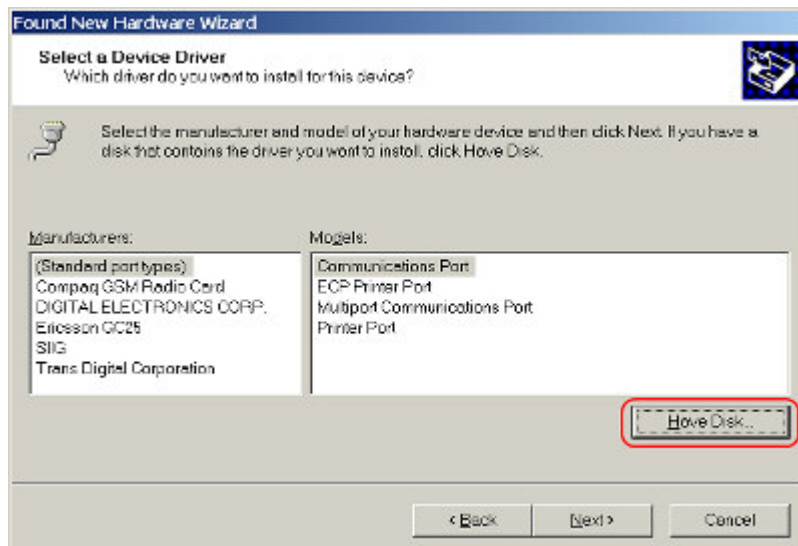 Found New Hardware Wizard
Select a Device Driver
Which driver do you want to install for this device?
Select the manufacturer and model of your hardware device and then click Next. If you have a
disk that contains the driver you want to install, click Have Disk.
Manufacturers:
(Standard port types)
Compaq GSM Radio Card
DIGITAL ELECTRONICS CORP.
Ericsson GC25
SIIG
Trans Digital Corporation
Models:
Communications Port
ECP Printer Port
Multiport Communications Port
Printer Port
Have Disk...
< Back
Next >
Cancel